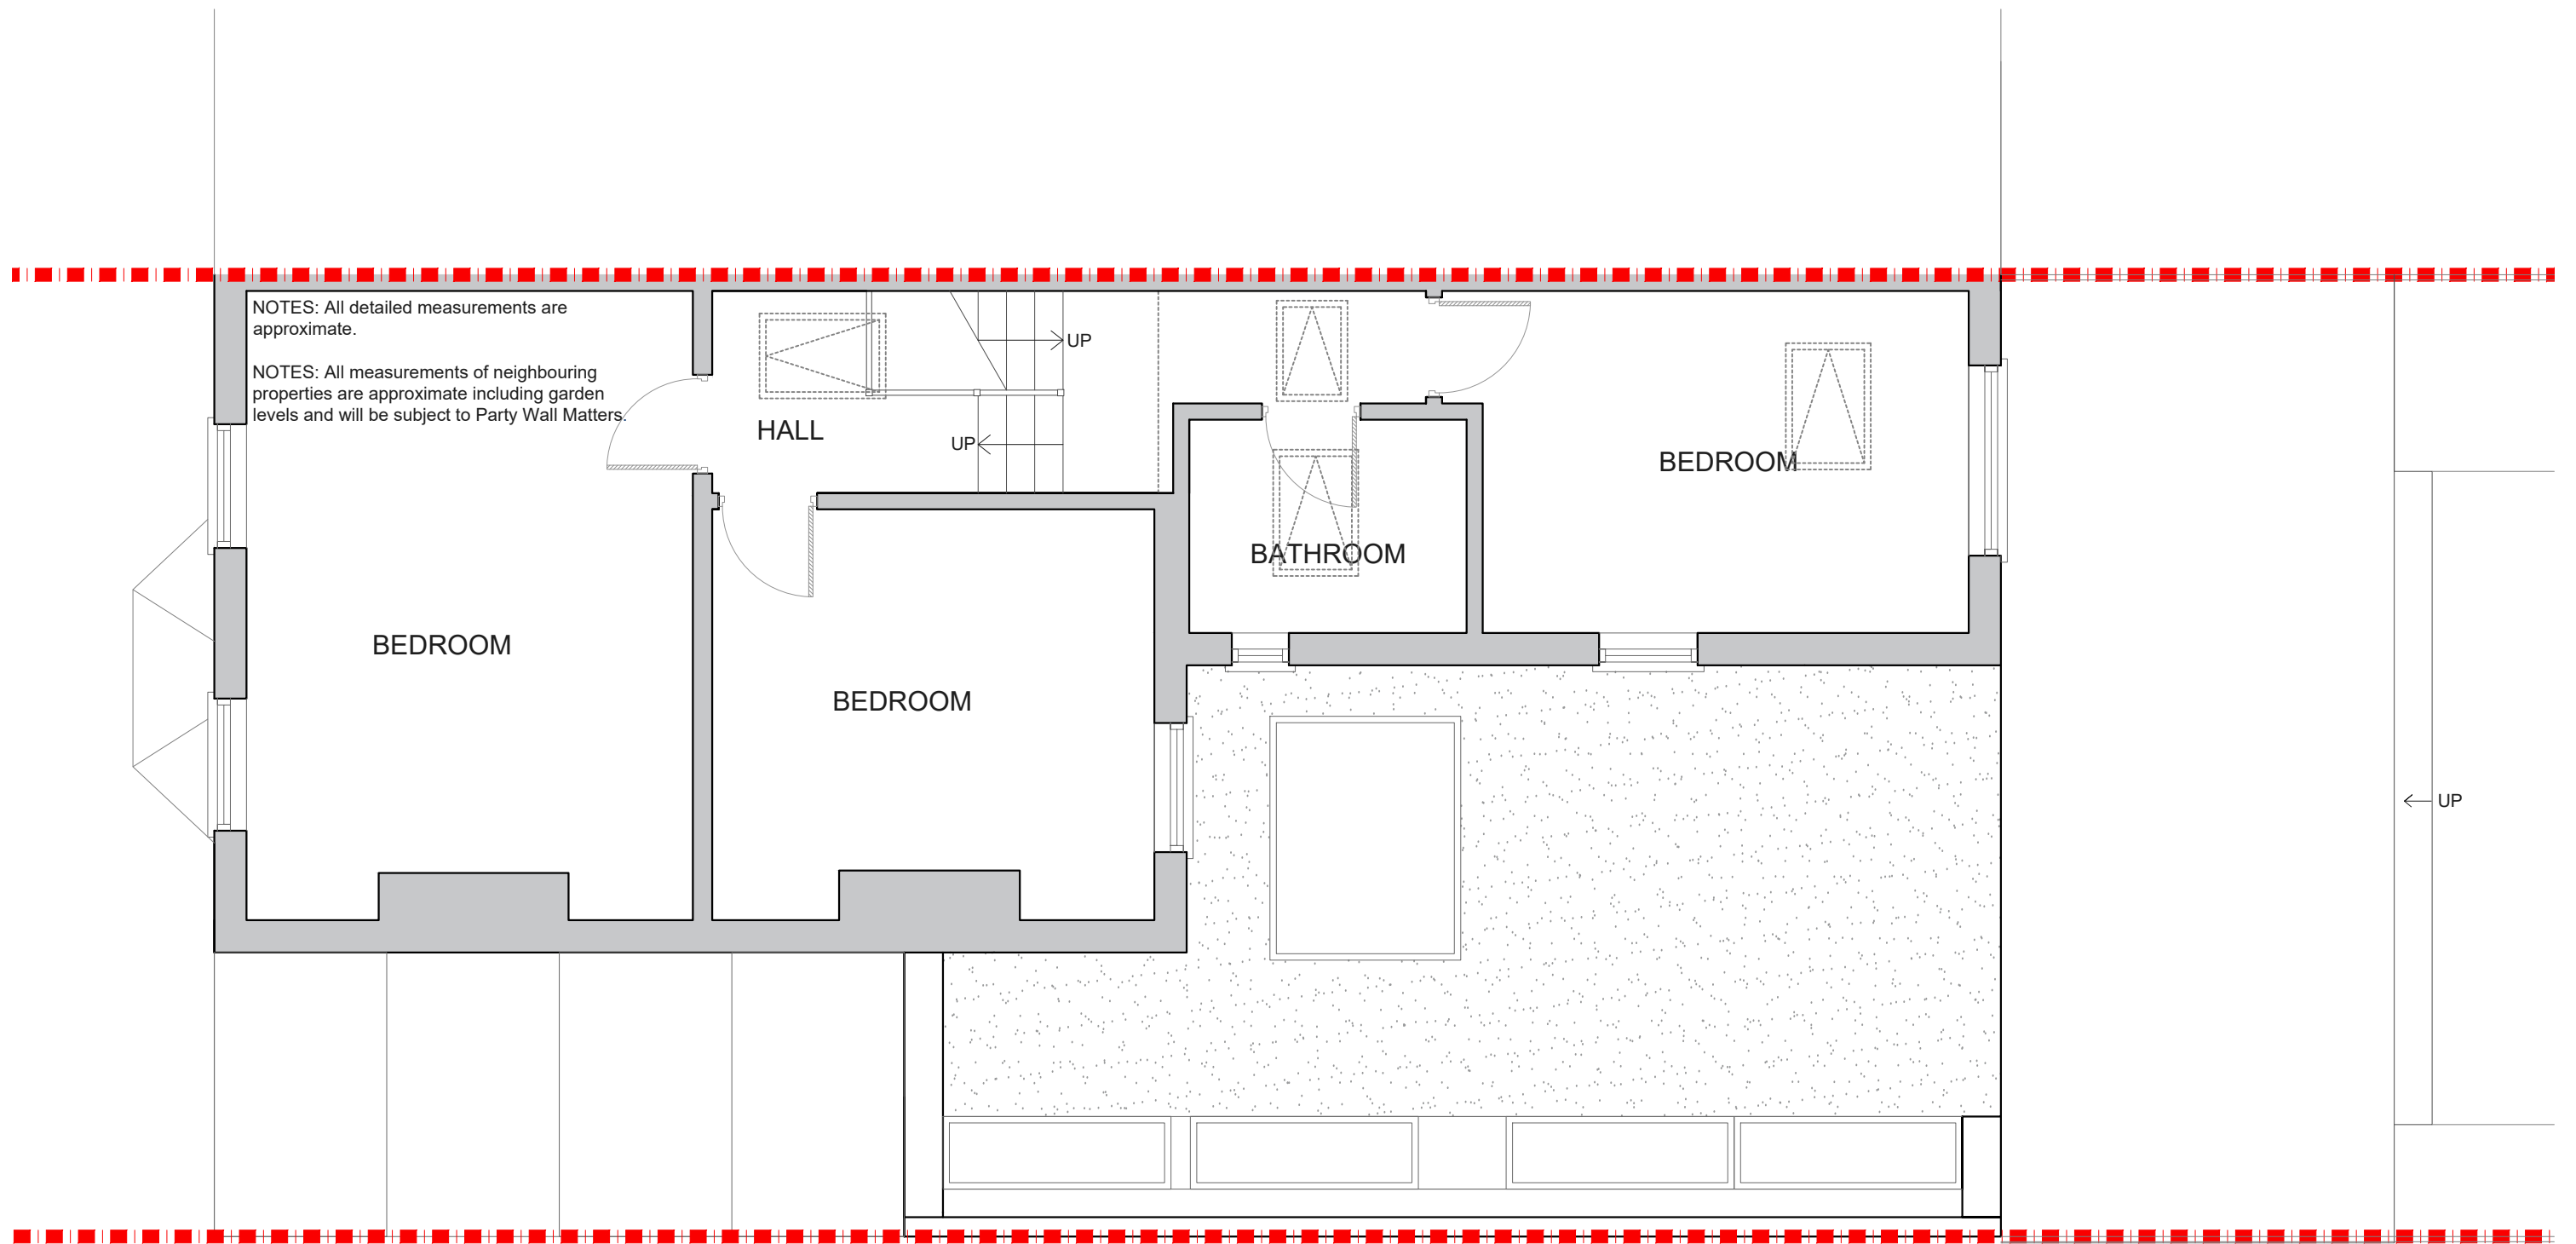 NOTES: All detailed measurements are
approximate.
NOTES: All measurements of neighbouring
properties are approximate including garden
levels and will be subject to Party Wall Matters.
UP
HALL
UP
BEDROOM
BATHROOM
BEDROOM
BEDROOM
UP